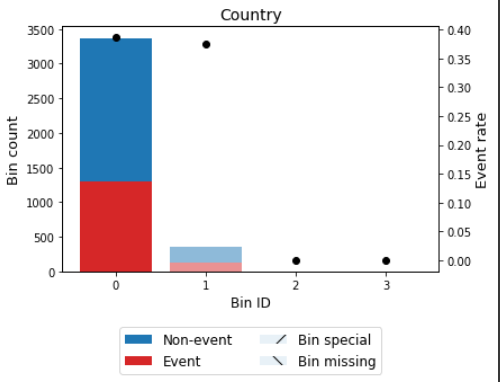 Country
3500
3000
2500
2000
1500
1000
500
0
Bin count
0.40
0.35
0.30
0.25
0.20
0.15
0.10
0.05
0.00
Event rate
0 1 2 3
Bin ID
Non-event
Event
Bin special
Bin missing